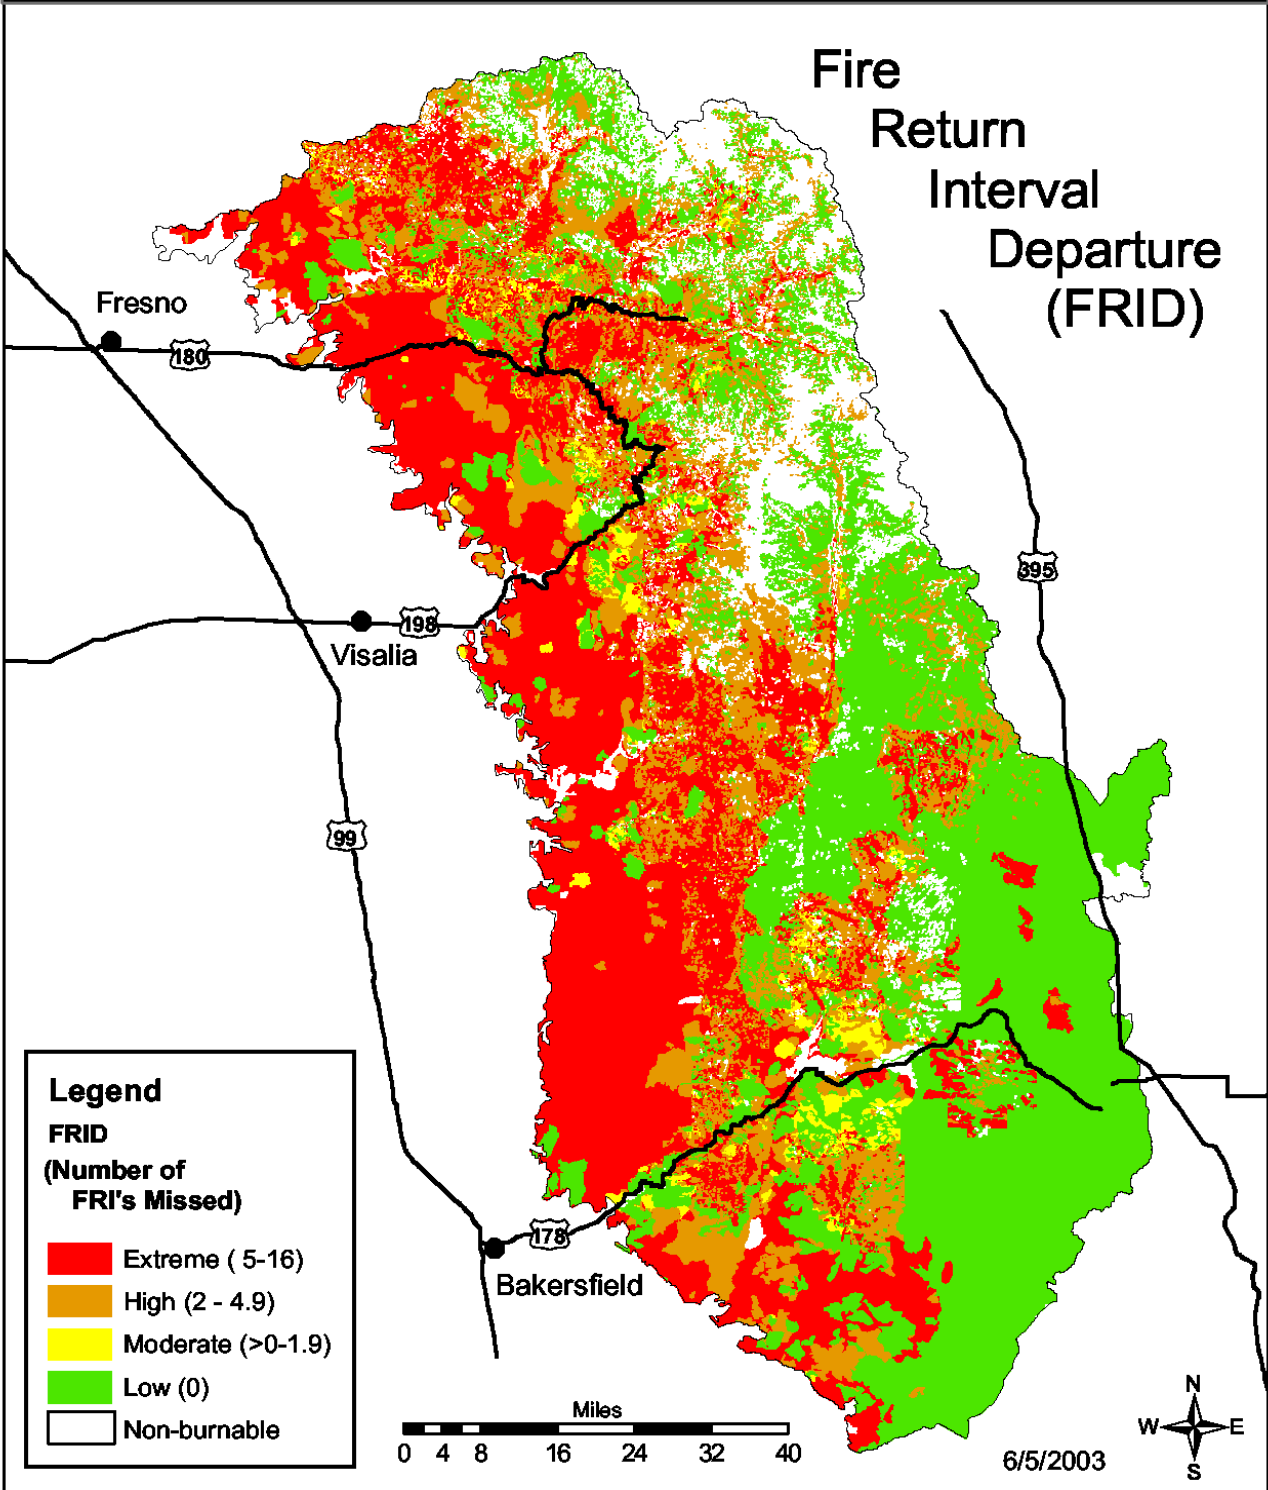 Fire
Return
Interval
Departure
(FRID)
Fresno
180
395
198
Visalia
99
Legend
FRID
(Number of
FRI's Missed)
Extreme ( 5-16)
High (2 - 4.9)
Moderate (>0-1.9)
Low (0)
Non-burnable
178
Bakersfield
Miles
0 4 8 16 24 32 40
6/5/2003
N
W E
S